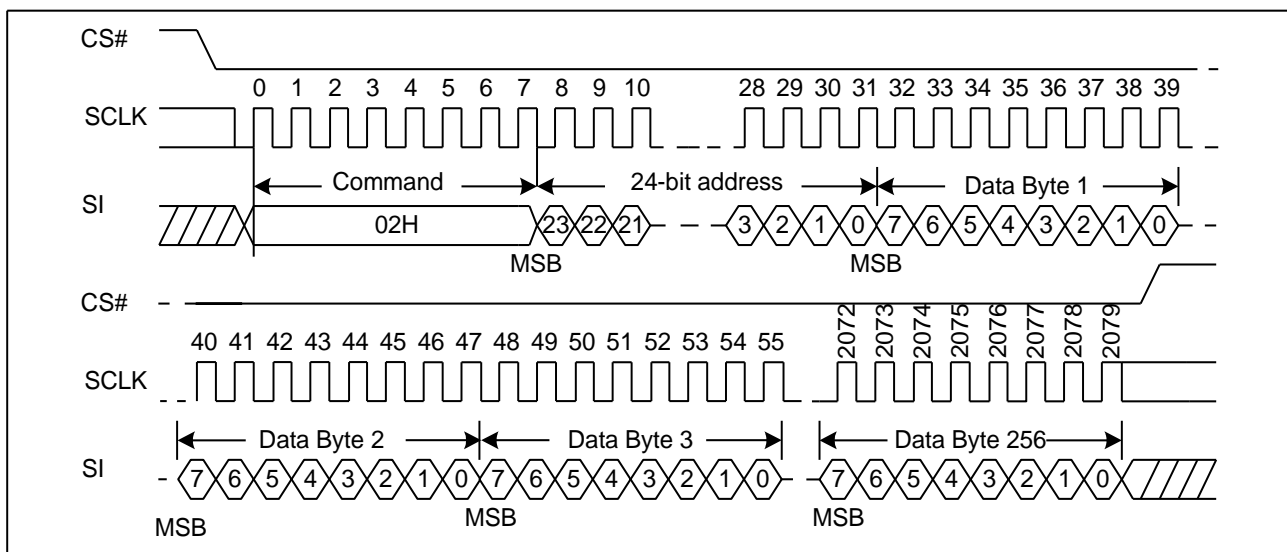 CS#
0 1 2 3 4 5 6 7 8 9 10 28 29 30 31 32 33 34 35 36 37 38 39
SCLK
Command 24-bit address Data Byte 1
SI
02H 23 22 21 3 2 1 0 7 6 5 4 3 2 1 0
MSB MSB
CS#
40 41 42 43 44 45 46 47 48 49 50 51 52 53 54 55 2072 2073 2074 2075 2076 2077 2078 2079
SCLK
Data Byte 2 Data Byte 3 Data Byte 256
SI
7 6 5 4 3 2 1 0 7 6 5 4 3 2 1 0 7 6 5 4 3 2 1 0
MSB MSB MSB